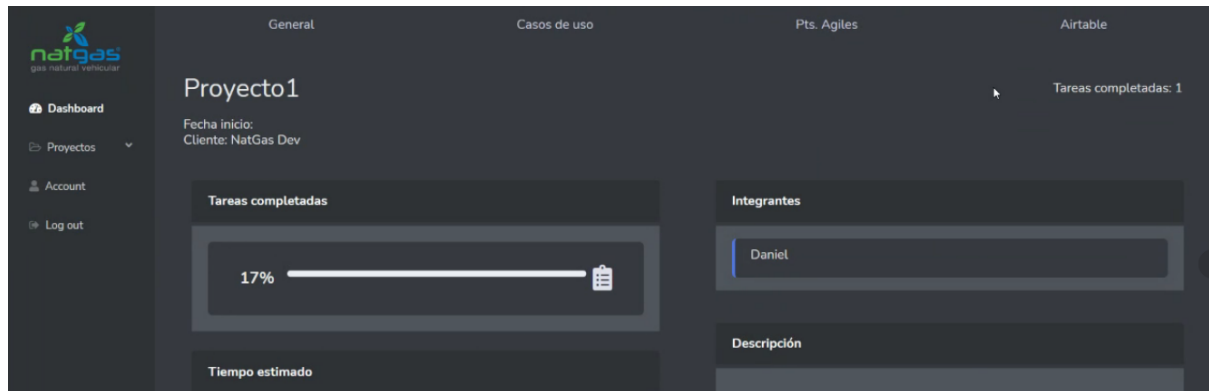 natgas
gas natural vehicular
Dashboard
Proyectos
Account
Log out
General
Casos de uso
Pts. Agiles
Airtable
Proyecto1
Tareas completadas: 1
Fecha inicio:
Cliente: NatGas Dev
Tareas completadas
17%
Tiempo estimado
Integrantes
Daniel
Descripción